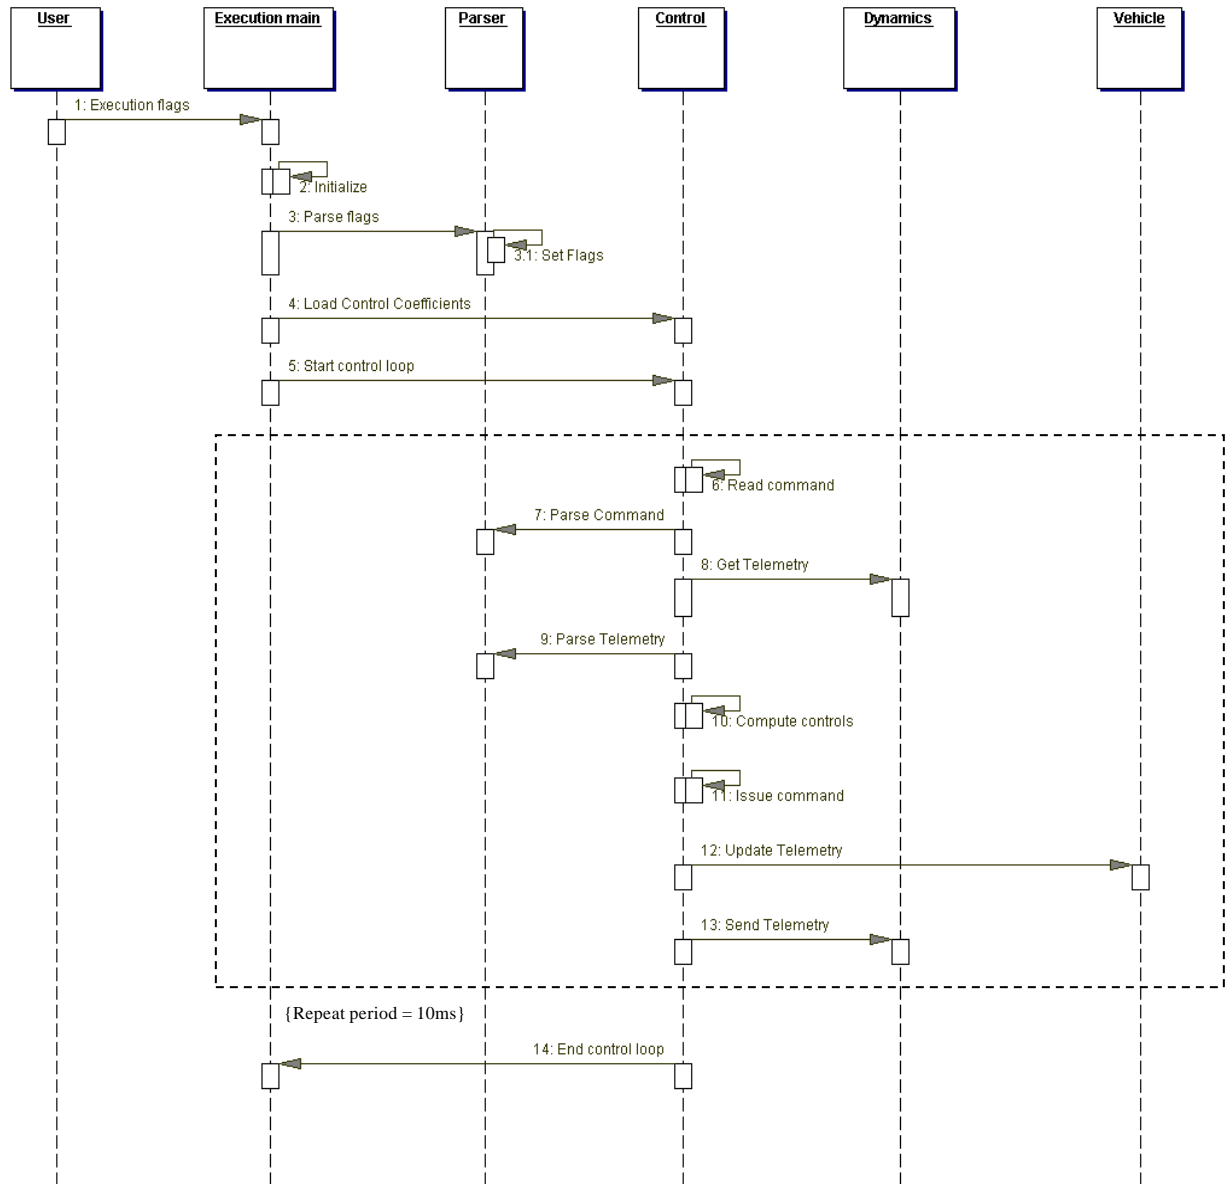 User
Execution main
Parser
Control
Dynamics
Vehicle
1: Execution flags
2: Initialize
3: Parse flags
3.1: Set Flags
4: Load Control Coefficients
5: Start control loop
6: Read command
7: Parse Command
8: Get Telemetry
9: Parse Telemetry
10: Compute controls
11: Issue command
12: Update Telemetry
13: Send Telemetry
{Repeat period = 10ms}
14: End control loop